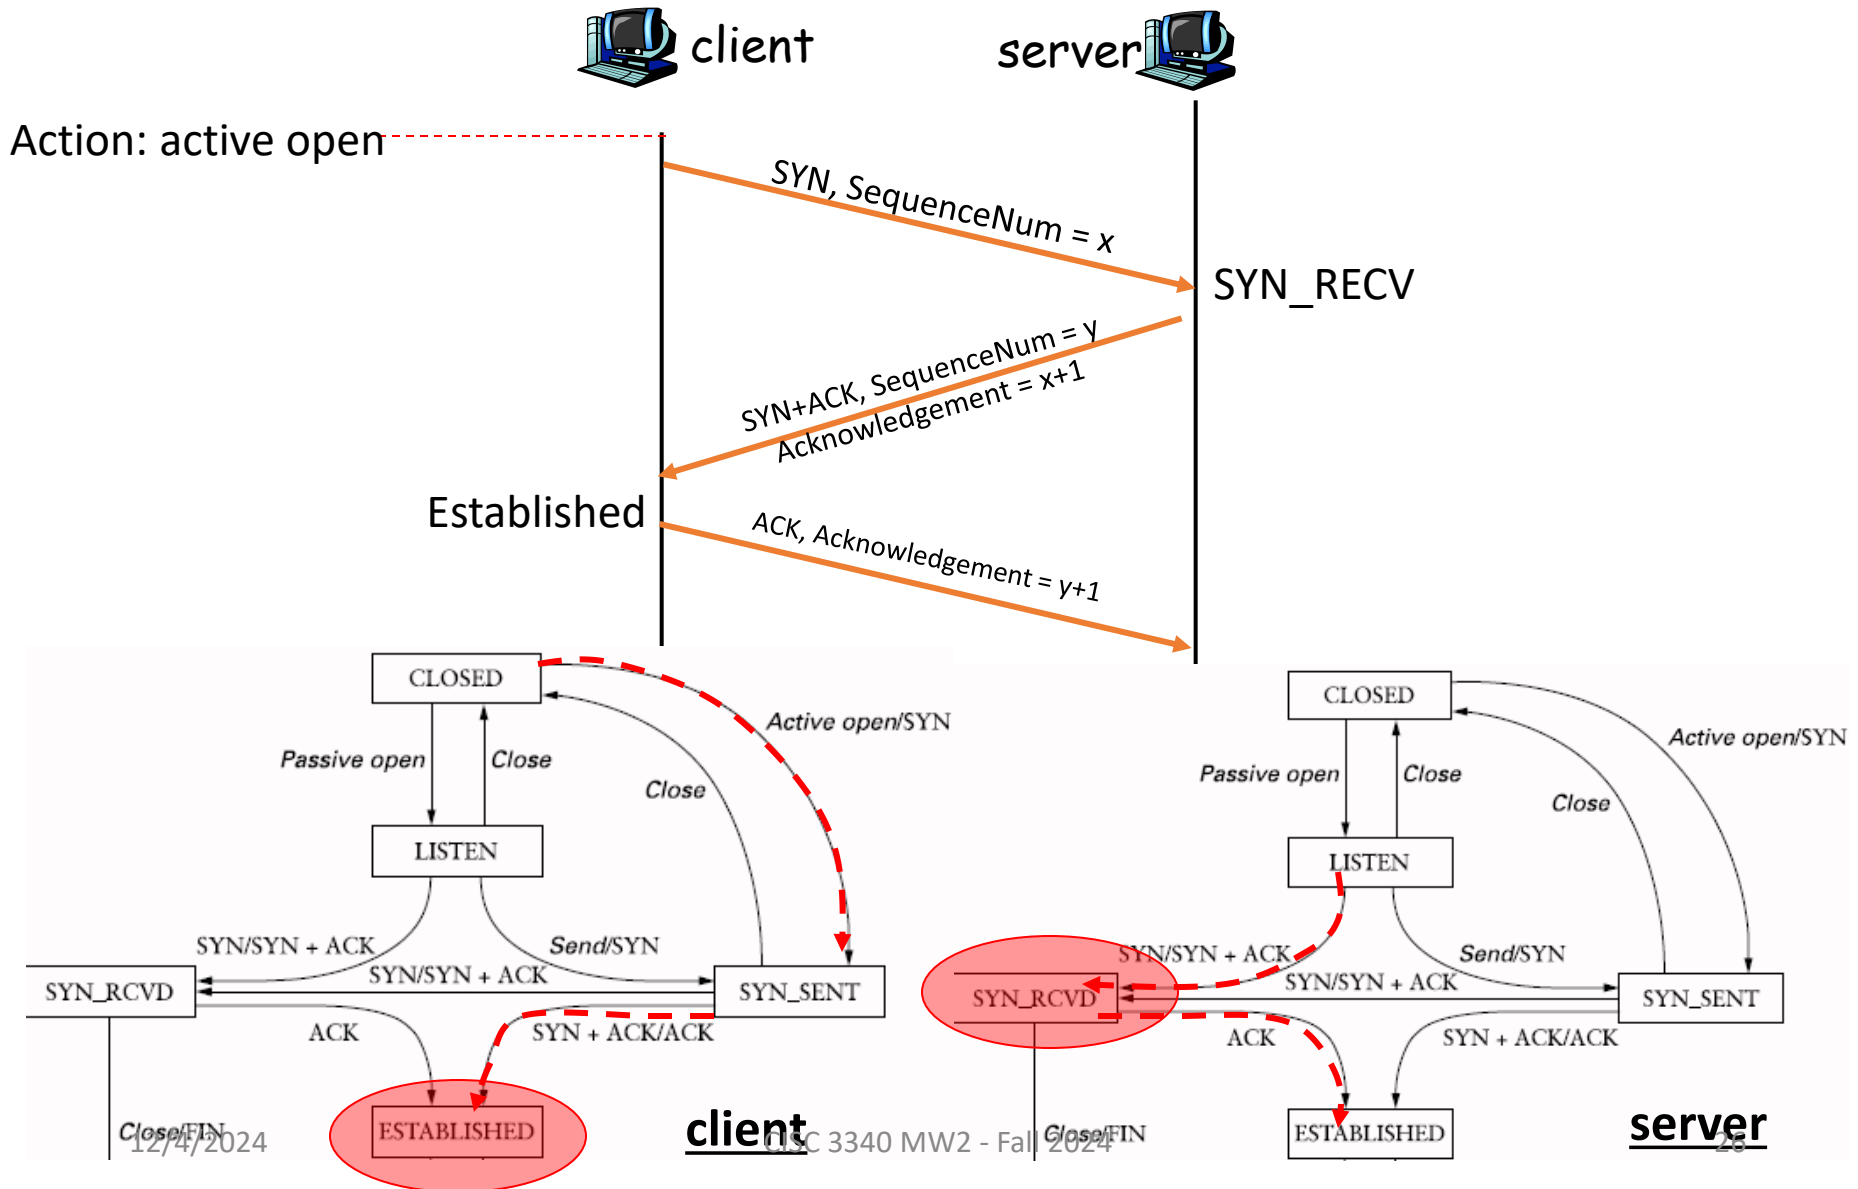 client
server
Action: active open
SYN, SequenceNum = x
SYN_RECV
SYN+ACK, SequenceNum = y
Acknowledgement = x+1
Established
ACK, Acknowledgement = y+1
CLOSED
Active open/SYN
Passive open
Close
Close
LISTEN
SYN/SYN + ACK
Send/SYN
SYN/SYN + ACK
SYN_RCVD
SYN_SENT
ACK
SYN + ACK/ACK
Close/FIN
ESTABLISHED
client
CLOSED
Active open/SYN
Passive open
Close
Close
LISTEN
SYN/SYN + ACK
Send/SYN
SYN/SYN + ACK
SYN_RCVD
SYN_SENT
ACK
SYN + ACK/ACK
Close/FIN
ESTABLISHED
server
12/4/2024
CISC 3340 MW2 - Fall 2024
26